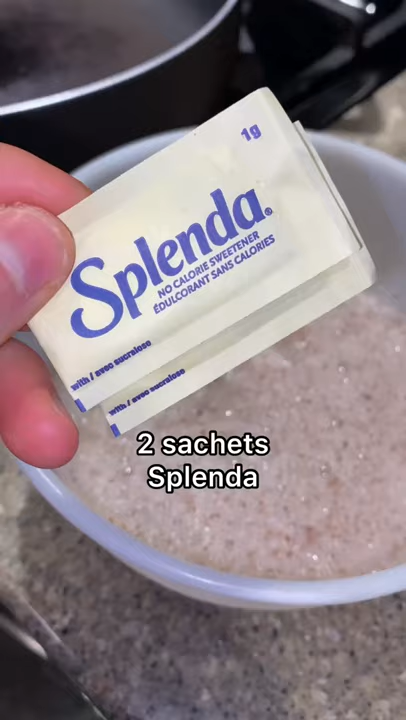 1g
Splenda®
NO CALORIE SWEETENER
ÉDULCORANT SANS CALORIES
with / avec sucralose
with / avec sucralose
2 sachets
Splenda